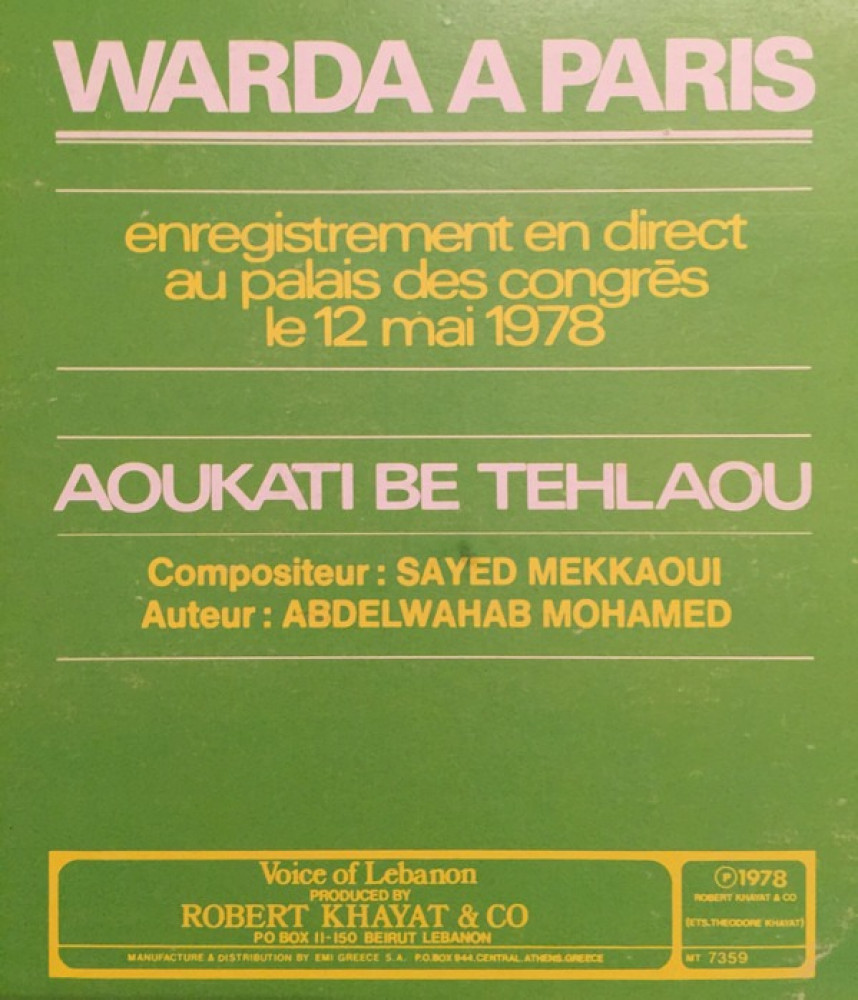 WARDA A PARIS
enregistrement en direct
au palais des congrēs
le 12 mai 1978
AOUKATI BE TEHLAOU
Compositeur : SAYED MEKKAOUI
Auteur : ABDELWAHAB MOHAMED
Voice of Lebanon
PRODUCED BY
ROBERT KHAYAT & CO
PO BOX 11-150 BEIRUT LEBANON
MANUFACTURE & DISTRIBUTION BY EMI GREECE S.A. P.O.BOX 944.CENTRAL.ATHENS.GREECE
℗1978
ROBERT KHAYAT & CO
(ETS.THEODORE KHAYAT)
MT 7359